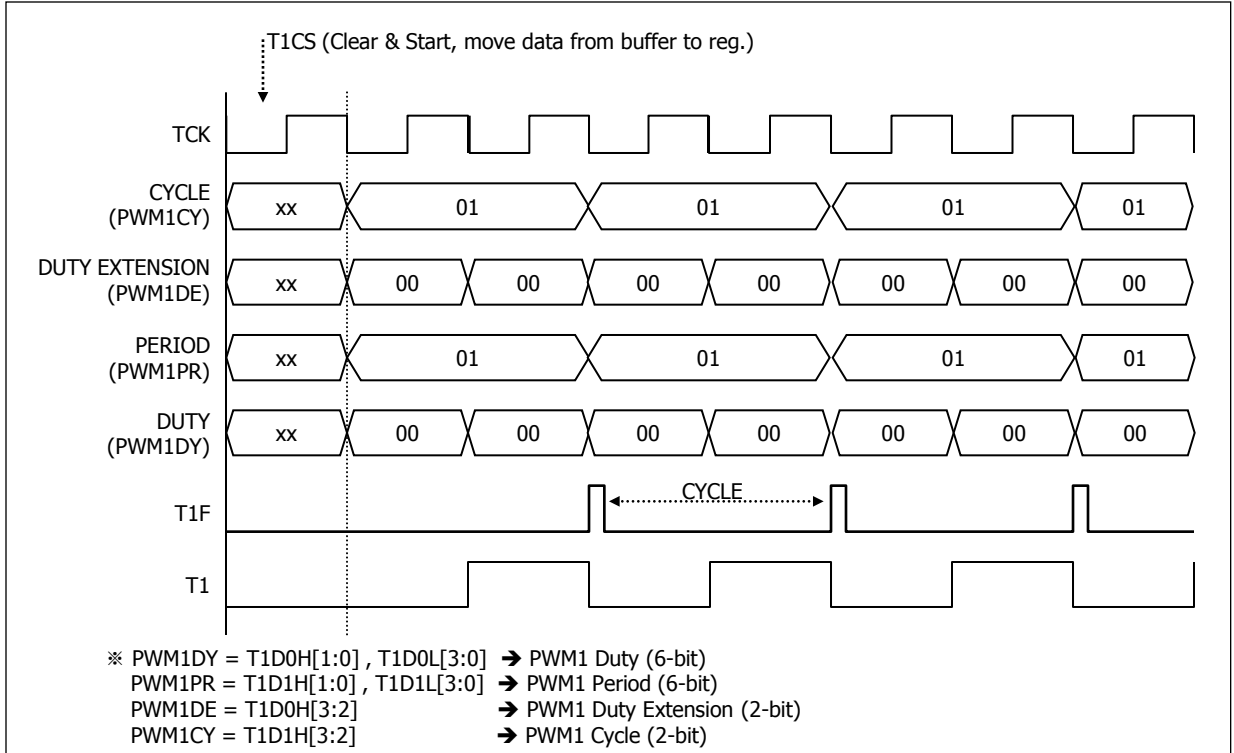 T1CS (Clear & Start, move data from buffer to reg.)
TCK
CYCLE
(PWM1CY)
xx 01 01 01 01
DUTY EXTENSION
(PWM1DE)
xx 00 00 00 00 00 00 00
PERIOD
(PWM1PR)
xx 01 01 01 01
DUTY
(PWM1DY)
xx 00 00 00 00 00 00 00
T1F
CYCLE
T1
※ PWM1DY = T1D0H[1:0] , T1D0L[3:0] ➔ PWM1 Duty (6-bit)
PWM1PR = T1D1H[1:0] , T1D1L[3:0] ➔ PWM1 Period (6-bit)
PWM1DE = T1D0H[3:2] ➔ PWM1 Duty Extension (2-bit)
PWM1CY = T1D1H[3:2] ➔ PWM1 Cycle (2-bit)